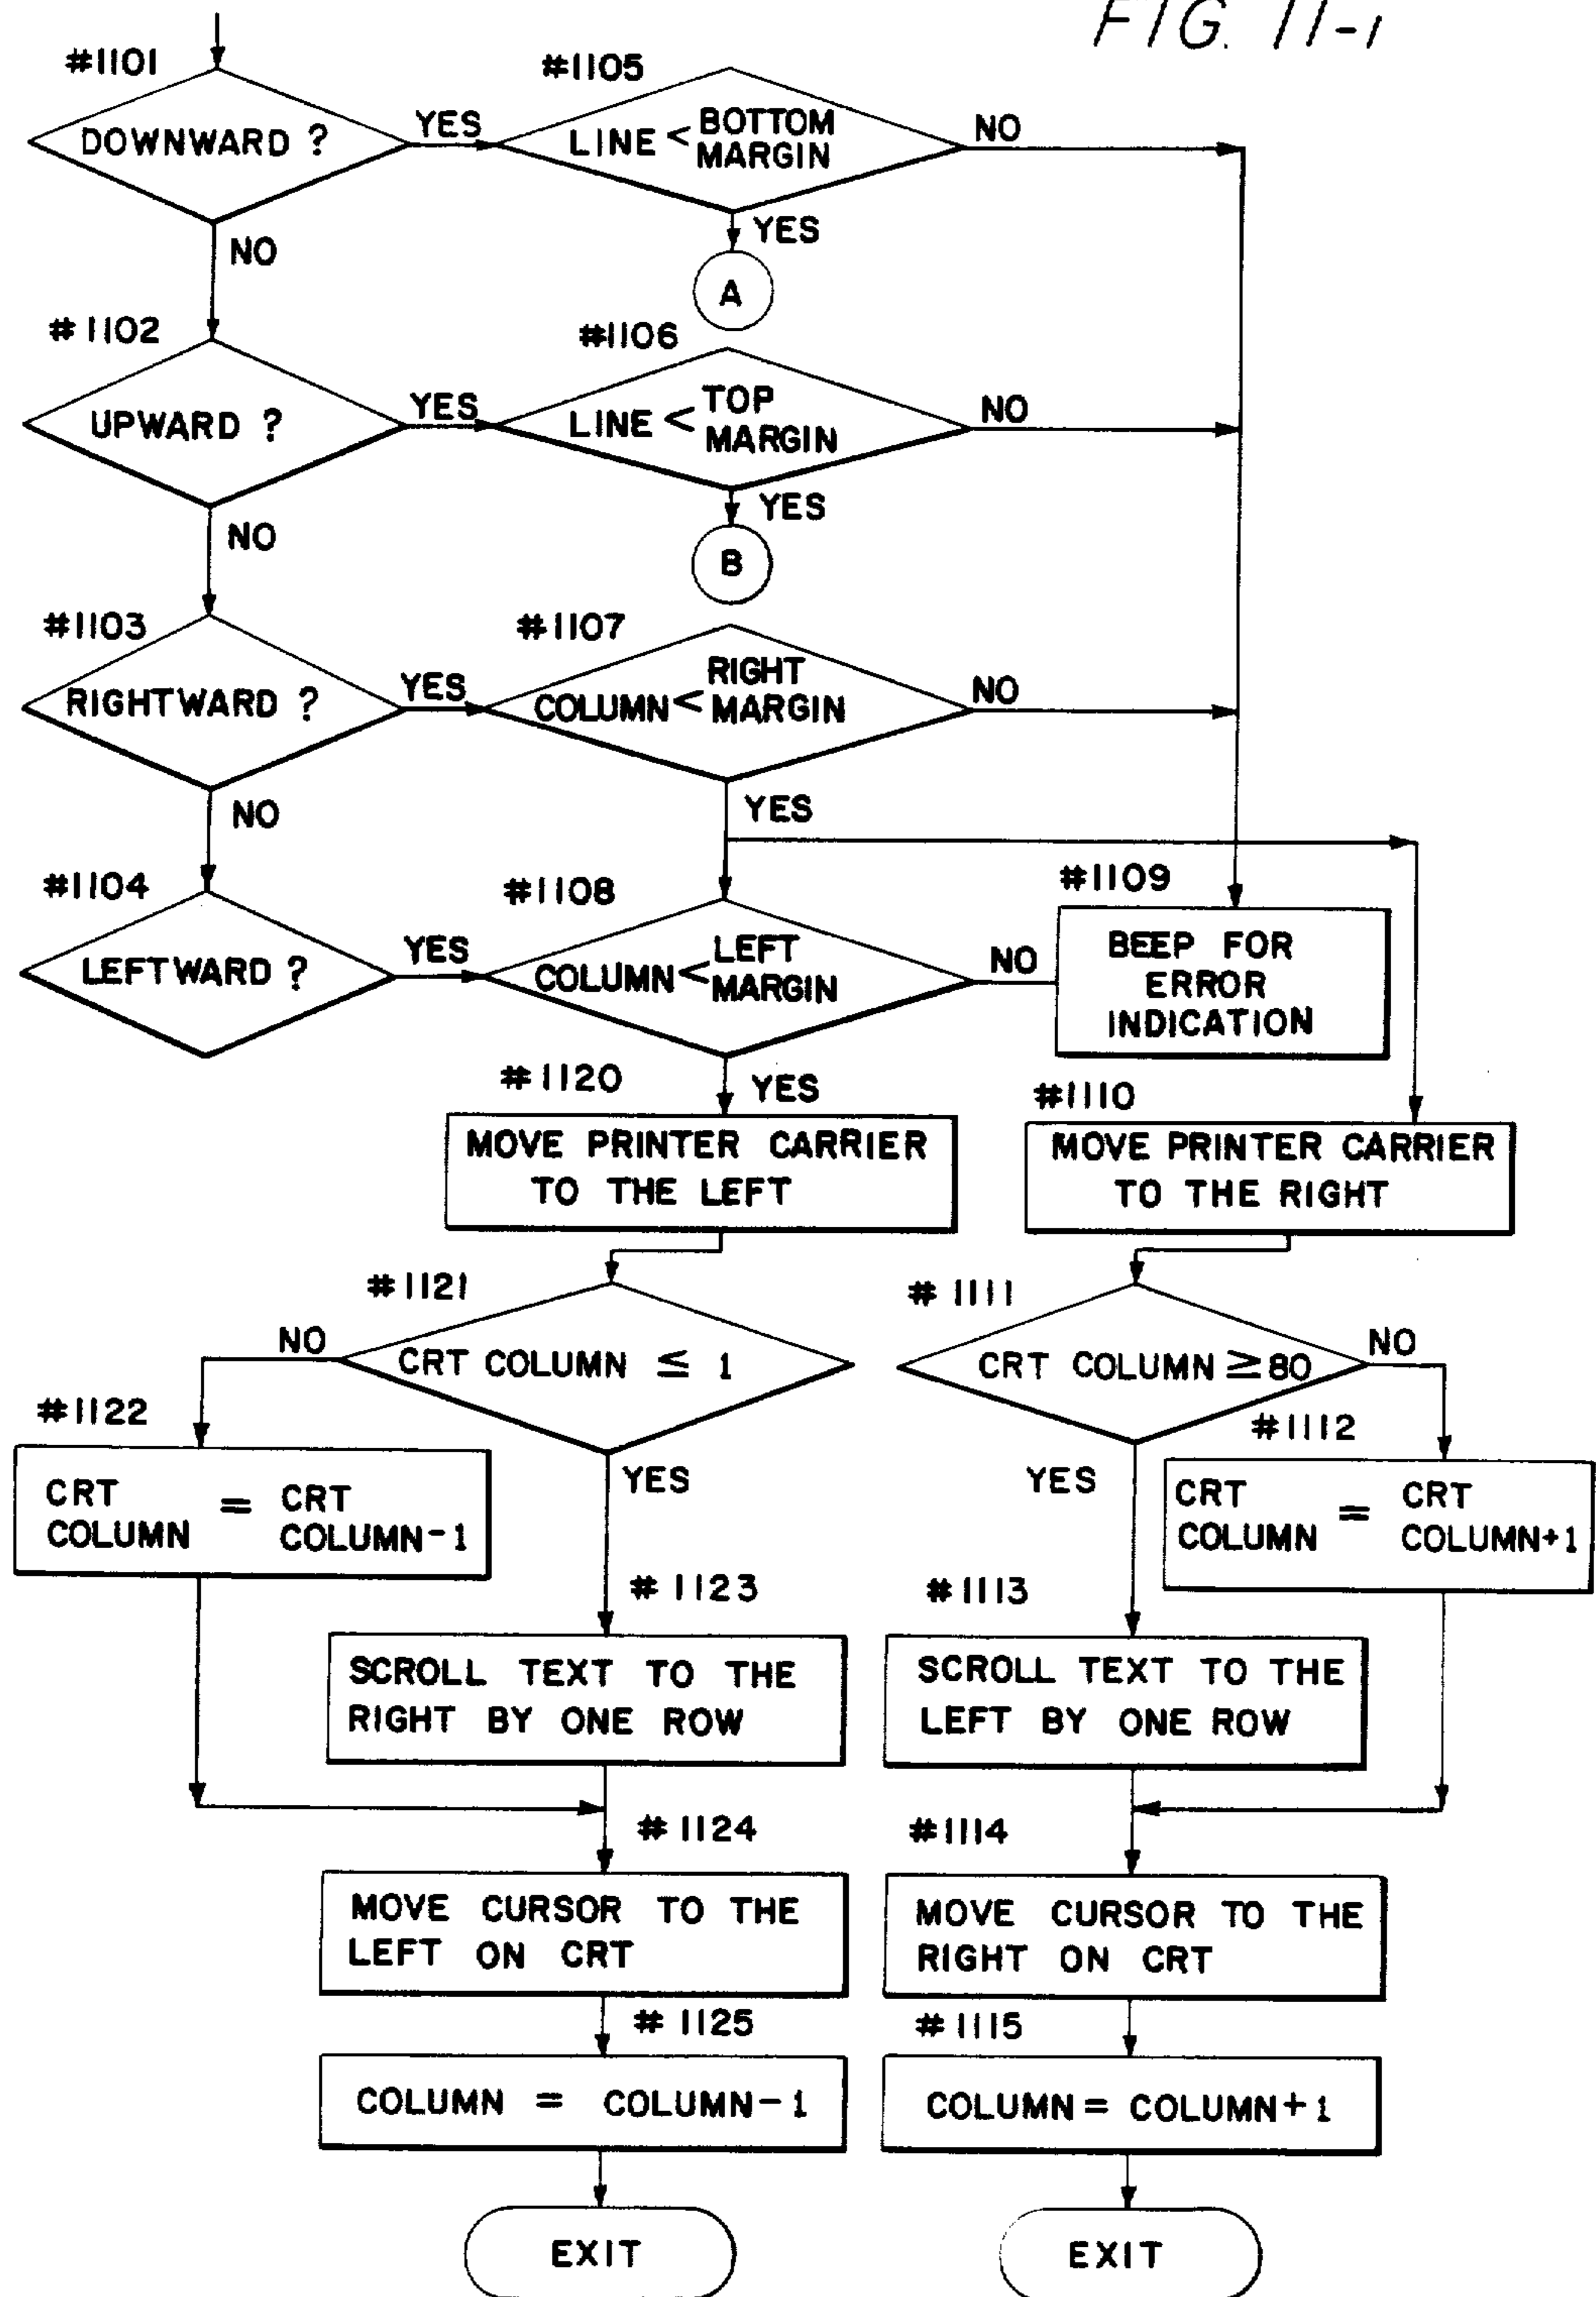 FIG. 11-1
#1101
DOWNWARD ?
YES
NO
#1105
LINE < BOTTOM
MARGIN
NO
YES
A
#1102
UPWARD ?
YES
NO
#1106
LINE < TOP
MARGIN
NO
YES
B
#1103
RIGHTWARD ?
YES
NO
#1107
RIGHT
COLUMN < MARGIN
NO
YES
#1104
LEFTWARD ?
YES
#1108
LEFT
COLUMN < MARGIN
NO
YES
#1109
BEEP FOR
ERROR
INDICATION
#1120
MOVE PRINTER CARRIER
TO THE LEFT
#1110
MOVE PRINTER CARRIER
TO THE RIGHT
#1121
CRT COLUMN ≤ 1
NO
YES
#1111
CRT COLUMN ≥ 80
NO
YES
#1122
CRT = CRT
COLUMN COLUMN-1
#1112
CRT = CRT
COLUMN COLUMN+1
#1123
SCROLL TEXT TO THE
RIGHT BY ONE ROW
#1113
SCROLL TEXT TO THE
LEFT BY ONE ROW
#1124
MOVE CURSOR TO THE
LEFT ON CRT
#1114
MOVE CURSOR TO THE
RIGHT ON CRT
#1125
COLUMN = COLUMN-1
#1115
COLUMN = COLUMN+1
EXIT
EXIT